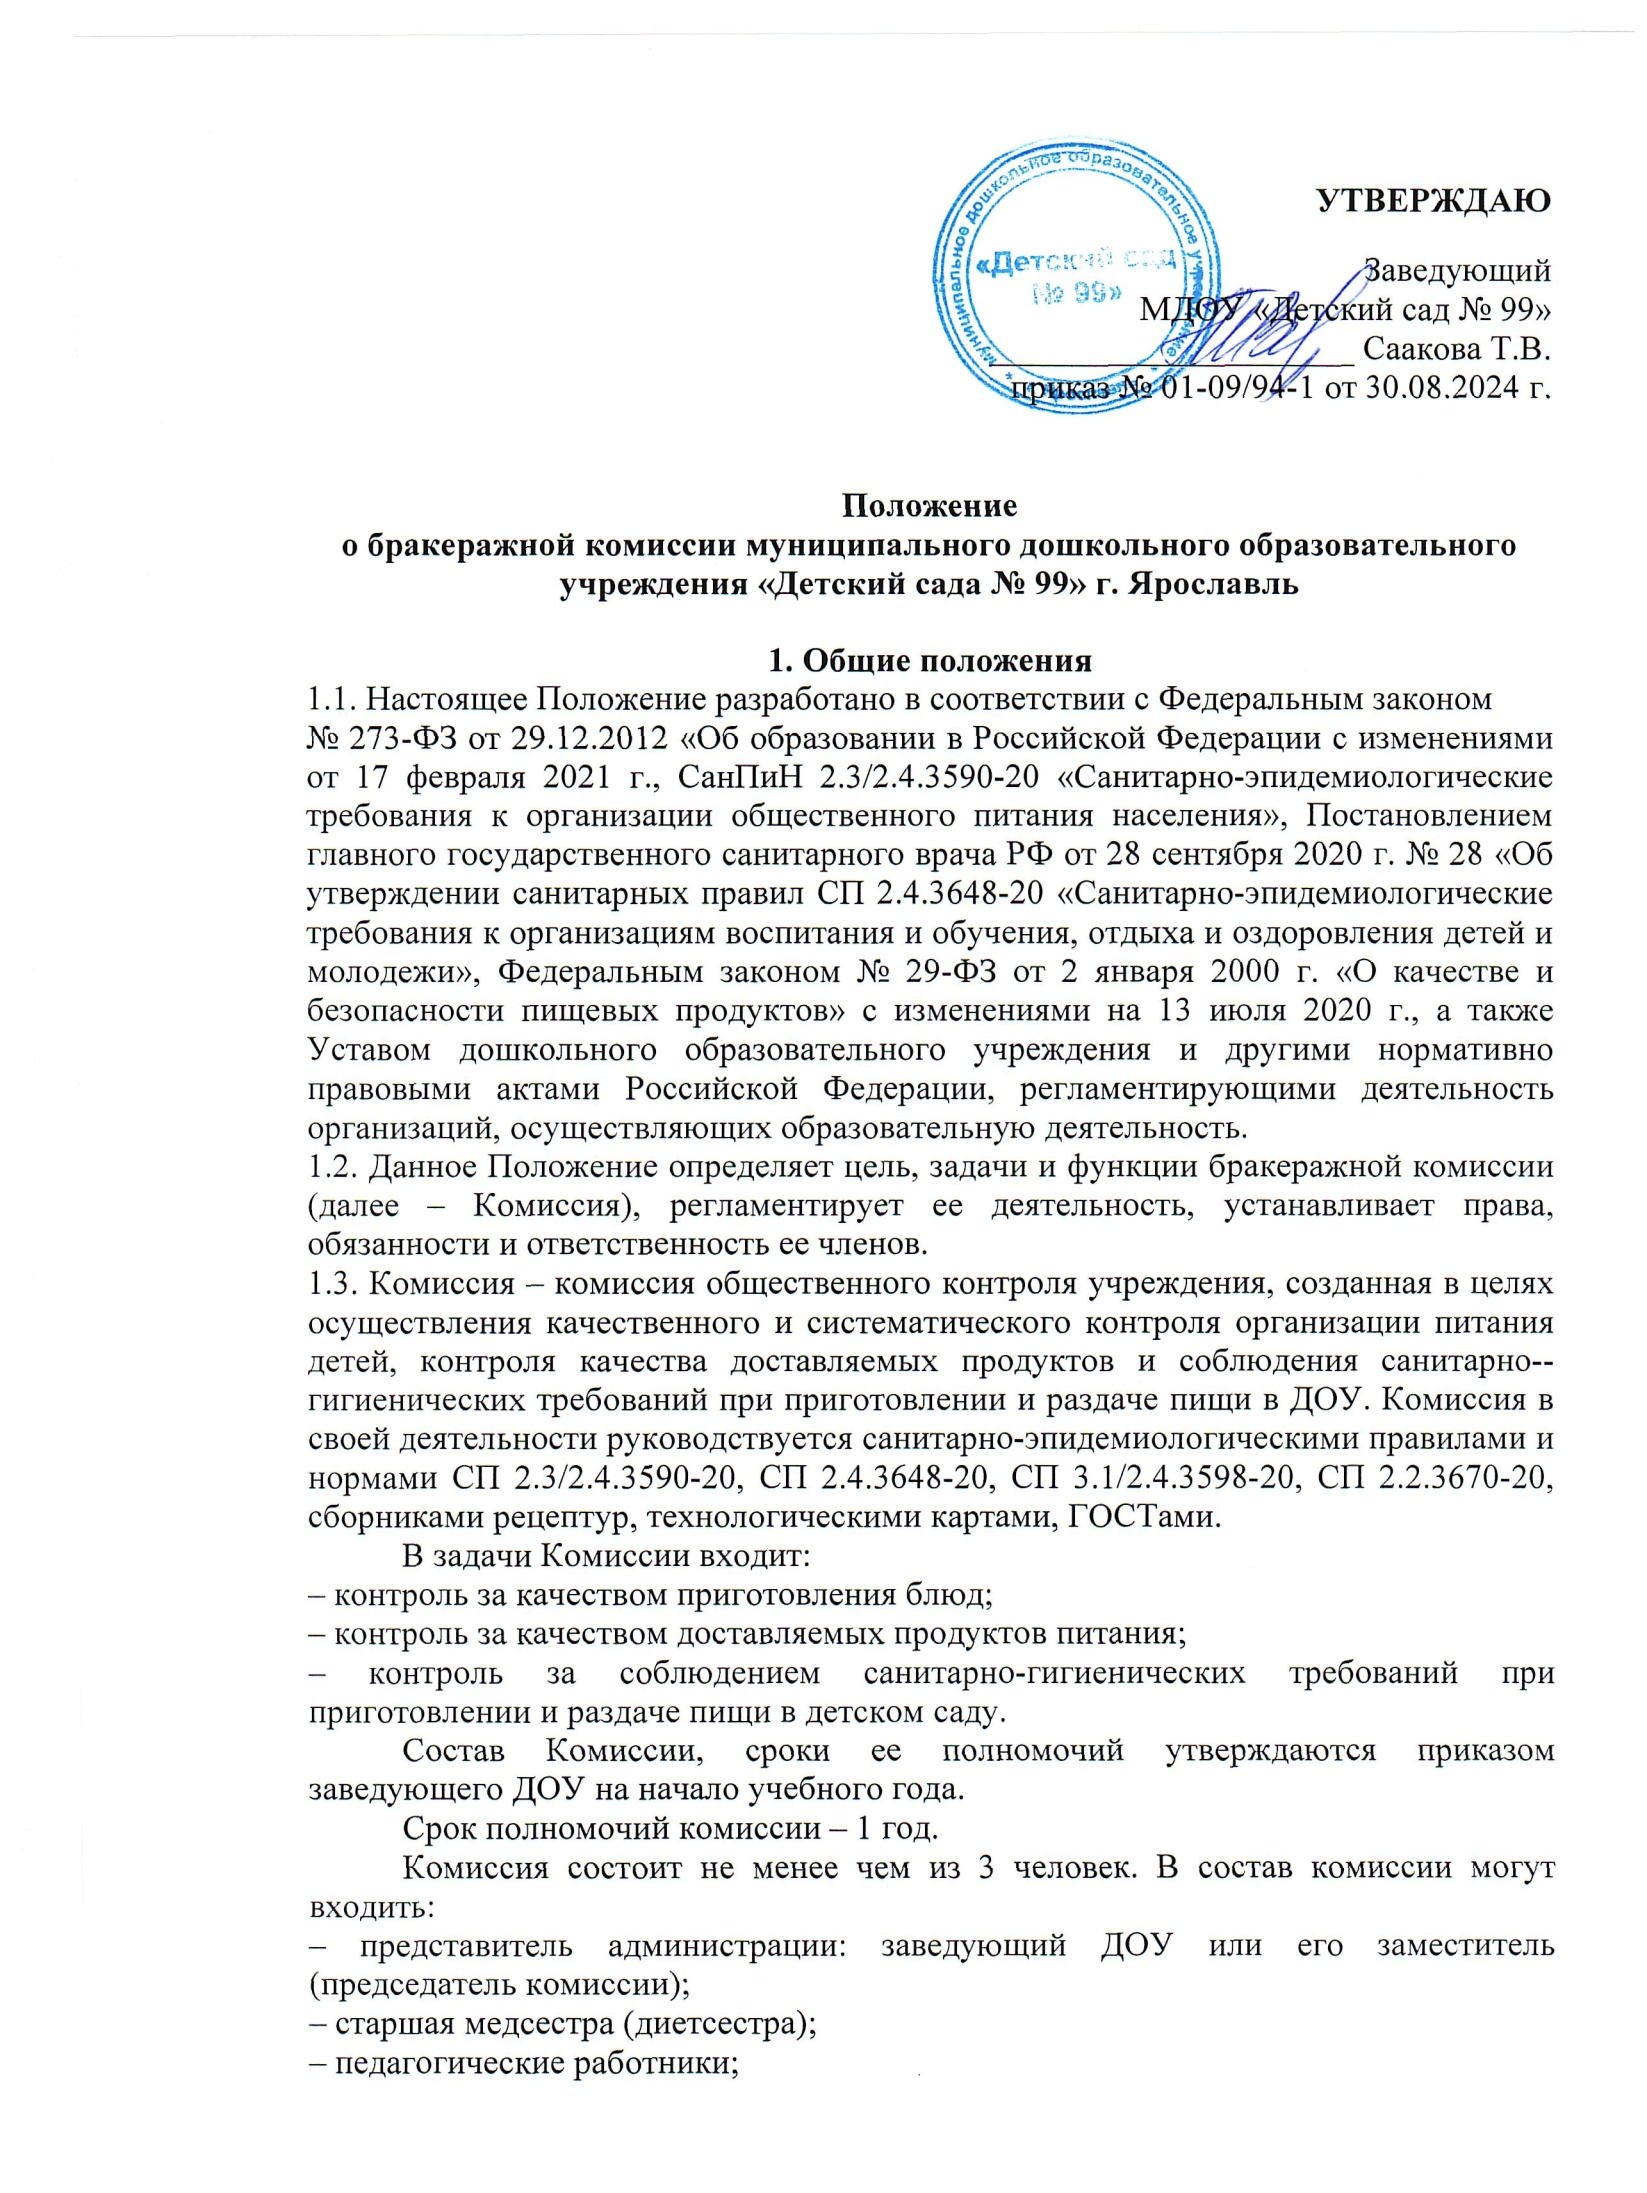 муниципальное дошкольное образовательное учреждение
«Детский сад
№ 99»
УТВЕРЖДАЮ
Заведующий
МДОУ «Детский сад № 99»
Саакова Т.В.
приказ № 01-09/94-1 от 30.08.2024 г.
Положение
о бракеражной комиссии муниципального дошкольного образовательного
учреждения «Детский сада № 99» г. Ярославль
1. Общие положения
1.1. Настоящее Положение разработано в соответствии с Федеральным законом
№ 273-ФЗ от 29.12.2012 «Об образовании в Российской Федерации с изменениями
от 17 февраля 2021 г., СанПиН 2.3/2.4.3590-20 «Санитарно-эпидемиологические
требования к организации общественного питания населения», Постановлением
главного государственного санитарного врача РФ от 28 сентября 2020 г. № 28 «Об
утверждении санитарных правил СП 2.4.3648-20 «Санитарно-эпидемиологические
требования к организациям воспитания и обучения, отдыха и оздоровления детей и
молодежи», Федеральным законом № 29-ФЗ от 2 января 2000 г. «О качестве и
безопасности пищевых продуктов» с изменениями на 13 июля 2020 г., а также
Уставом дошкольного образовательного учреждения и другими нормативно
правовыми актами Российской Федерации, регламентирующими деятельность
организаций, осуществляющих образовательную деятельность.
1.2. Данное Положение определяет цель, задачи и функции бракеражной комиссии
(далее – Комиссия), регламентирует ее деятельность, устанавливает права,
обязанности и ответственность ее членов.
1.3. Комиссия – комиссия общественного контроля учреждения, созданная в целях
осуществления качественного и систематического контроля организации питания
детей, контроля качества доставляемых продуктов и соблюдения санитарно--
гигиенических требований при приготовлении и раздаче пищи в ДОУ. Комиссия в
своей деятельности руководствуется санитарно-эпидемиологическими правилами и
нормами СП 2.3/2.4.3590-20, СП 2.4.3648-20, СП 3.1/2.4.3598-20, СП 2.2.3670-20,
сборниками рецептур, технологическими картами, ГОСТами.
В задачи Комиссии входит:
– контроль за качеством приготовления блюд;
– контроль за качеством доставляемых продуктов питания;
– контроль за соблюдением санитарно-гигиенических требований при
приготовлении и раздаче пищи в детском саду.
Состав Комиссии, сроки ее полномочий утверждаются приказом
заведующего ДОУ на начало учебного года.
Срок полномочий комиссии – 1 год.
Комиссия состоит не менее чем из 3 человек. В состав комиссии могут
входить:
– представитель администрации: заведующий ДОУ или его заместитель
(председатель комиссии);
– старшая медсестра (диетсестра);
– педагогические работники;